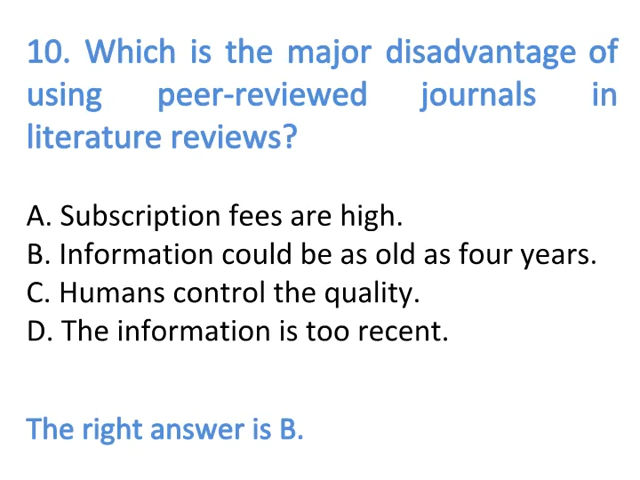 10. Which is the major disadvantage of
using peer-reviewed journals in
literature reviews?
A. Subscription fees are high.
B. Information could be as old as four years.
C. Humans control the quality.
D. The information is too recent.
The right answer is B.